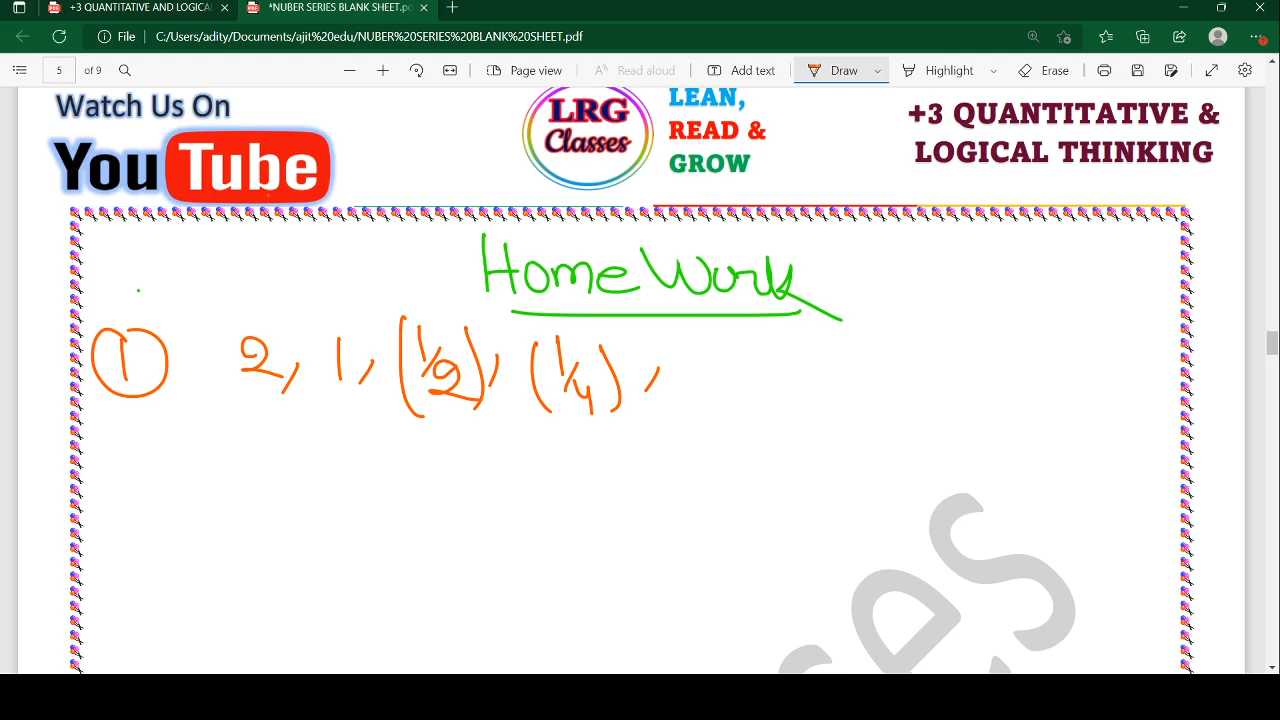 +3 QUANTITATIVE AND LOGICAL
*NUBER SERIES BLANK SHEET.pd
File
C:/Users/adity/Documents/ajit%20edu/NUBER%20SERIES%20BLANK%20SHEET.pdf
5 of 9
Page view
Read aloud
Add text
Draw
Highlight
Erase
Watch Us On
YouTube
LRG
Classes
LEAN,
READ &
GROW
+3 QUANTITATIVE &
LOGICAL THINKING
Home Work
1 2, 1, (1/2), (1/4),